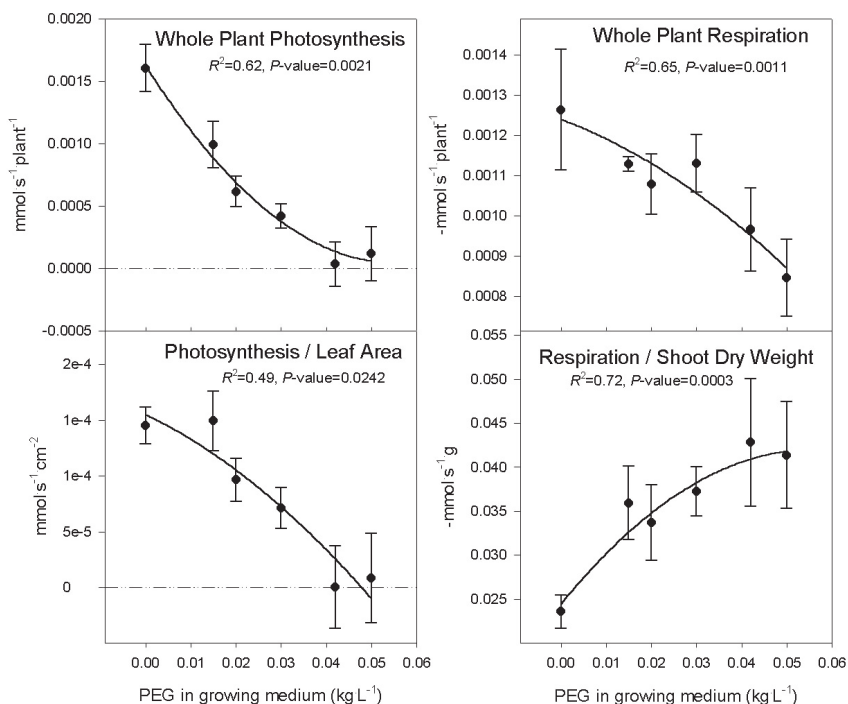 Whole Plant Photosynthesis
R²=0.62, P-value=0.0021
mmol s⁻¹ plant⁻¹
0.0020
0.0015
0.0010
0.0005
0.0000
-0.0005
Whole Plant Respiration
R²=0.65, P-value=0.0011
-mmol s⁻¹ plant⁻¹
0.0014
0.0013
0.0012
0.0011
0.0010
0.0009
0.0008
Photosynthesis / Leaf Area
R²=0.49, P-value=0.0242
mmol s⁻¹ cm⁻²
2e-4
1e-4
1e-4
5e-5
0
0.00 0.01 0.02 0.03 0.04 0.05 0.06
PEG in growing medium (kg L⁻¹)
Respiration / Shoot Dry Weight
R²=0.72, P-value=0.0003
-mmol s⁻¹ g
0.055
0.050
0.045
0.040
0.035
0.030
0.025
0.00 0.01 0.02 0.03 0.04 0.05 0.06
PEG in growing medium (kg L⁻¹)